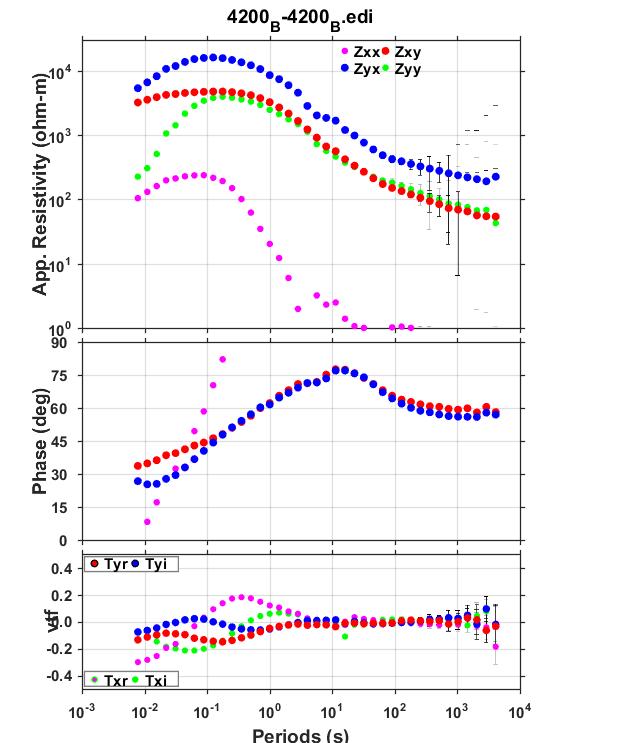 4200_B-4200_B.edi
Zxx Zxy
Zyx Zyy
App. Resistivity (ohm-m)
10^4
10^3
10^2
10^1
10^0
Phase (deg)
90
75
60
45
30
15
0
Tyr Tyi
0.4
0.2
0.0
-0.2
-0.4
Txr Txi
10^-3 10^-2 10^-1 10^0 10^1 10^2 10^3 10^4
Periods (s)